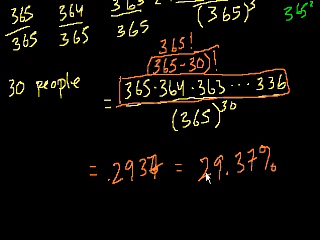 365/365 364/365 365 (365)³ 365²
365!
(365-30)!
30 people = 365·364·363··· 336
(365)³⁰
= .2937 = 29.37%